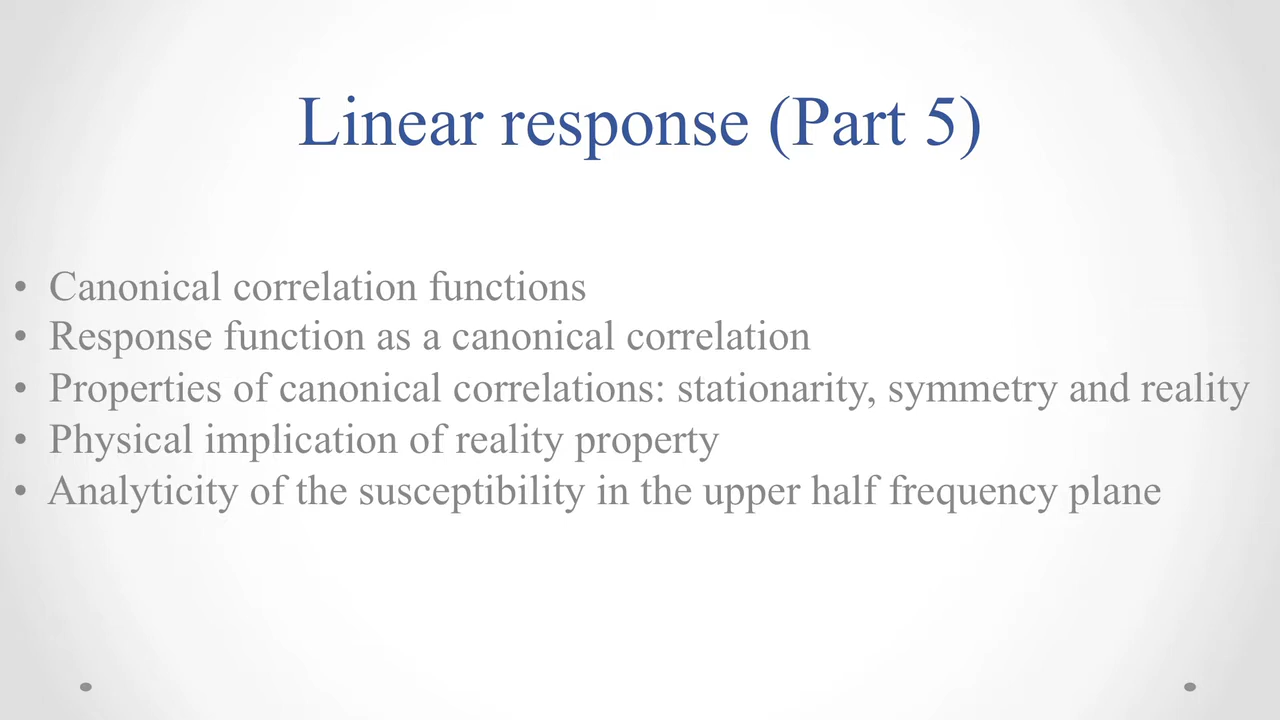 Linear response (Part 5)
• Canonical correlation functions
• Response function as a canonical correlation
• Properties of canonical correlations: stationarity, symmetry and reality
• Physical implication of reality property
• Analyticity of the susceptibility in the upper half frequency plane